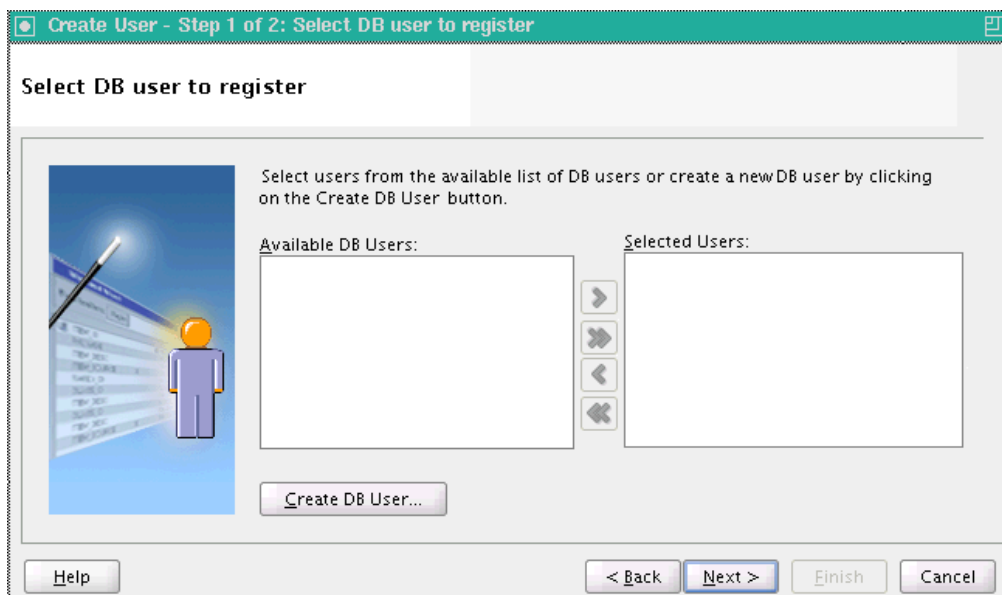 Create User - Step 1 of 2: Select DB user to register
Select DB user to register
Select users from the available list of DB users or create a new DB user by clicking
on the Create DB User button.
Available DB Users:
Selected Users:
Create DB User...
Help
< Back
Next >
Finish
Cancel